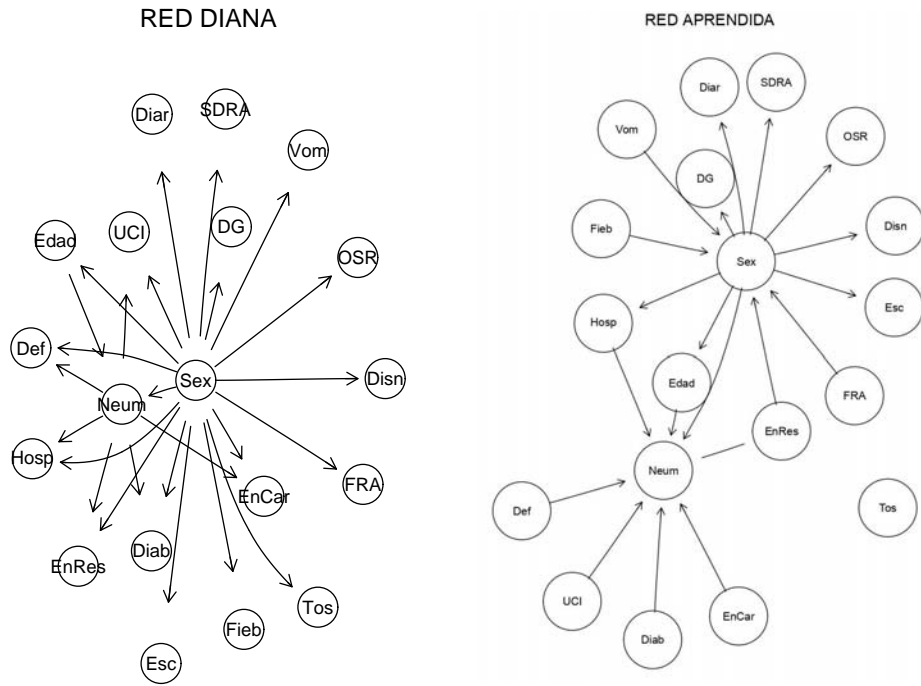 RED DIANA
Diar
SDRA
Vom
UCI
DG
Edad
OSR
Def
Sex
Disn
Neum
Hosp
EnCar
FRA
EnRes
Diab
Tos
Fieb
Esc
RED APRENDIDA
Diar
SDRA
Vom
OSR
DG
Fieb
Disn
Sex
Esc
Hosp
Edad
FRA
EnRes
Neum
Def
Tos
UCI
EnCar
Diab